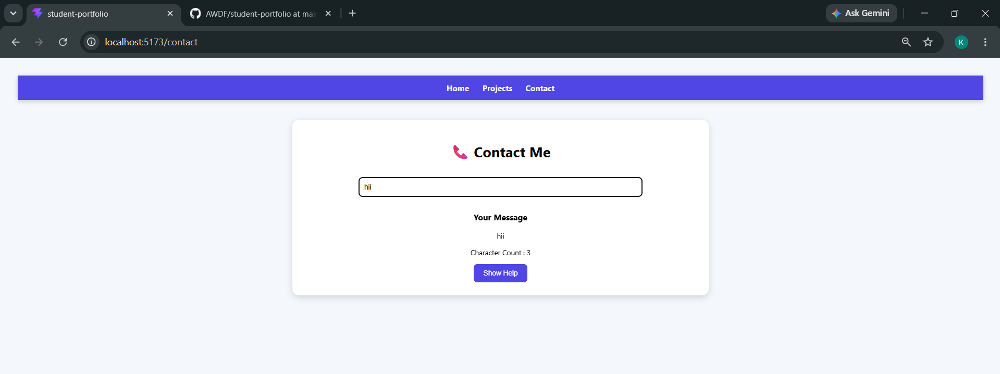 student-portfolio
AWDF/student-portfolio at mai
Ask Gemini
localhost:5173/contact
K
Home Projects Contact
Contact Me
hii
Your Message
hii
Character Count : 3
Show Help